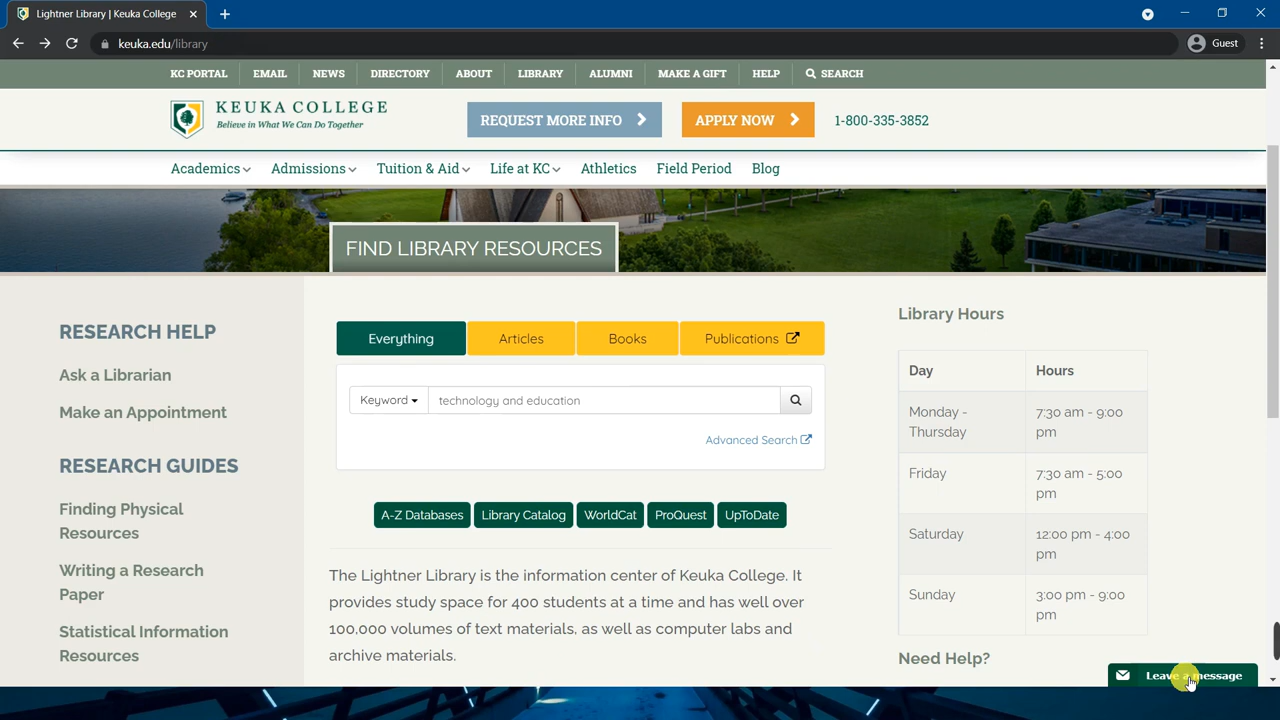 Lightner Library | Keuka College
keuka.edu/library
Guest
KC PORTAL EMAIL NEWS DIRECTORY ABOUT LIBRARY ALUMNI MAKE A GIFT HELP SEARCH
KEUKA COLLEGE
Believe in What We Can Do Together
REQUEST MORE INFO
APPLY NOW
1-800-335-3852
Academics Admissions Tuition & Aid Life at KC Athletics Field Period Blog
FIND LIBRARY RESOURCES
RESEARCH HELP
Ask a Librarian
Make an Appointment
RESEARCH GUIDES
Finding Physical
Resources
Writing a Research
Paper
Statistical Information
Resources
Everything Articles Books Publications
Keyword technology and education
Advanced Search
A-Z Databases Library Catalog WorldCat ProQuest UpToDate
The Lightner Library is the information center of Keuka College. It
provides study space for 400 students at a time and has well over
100,000 volumes of text materials, as well as computer labs and
archive materials.
Library Hours
Day Hours
Monday - 7:30 am - 9:00
Thursday pm
Friday 7:30 am - 5:00
pm
Saturday 12:00 pm - 4:00
pm
Sunday 3:00 pm - 9:00
pm
Need Help?
Leave a message